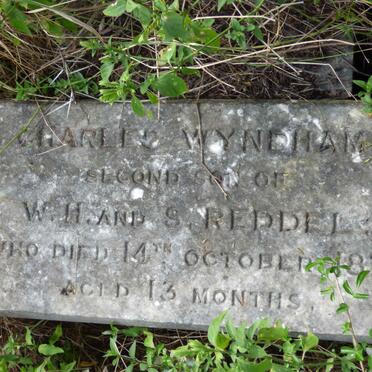 CHARLES WYNDHAM
SECOND SON OF
W. H. AND S. REDDEL
WHO DIED 14TH OCTOBER
AGED 13 MONTHS